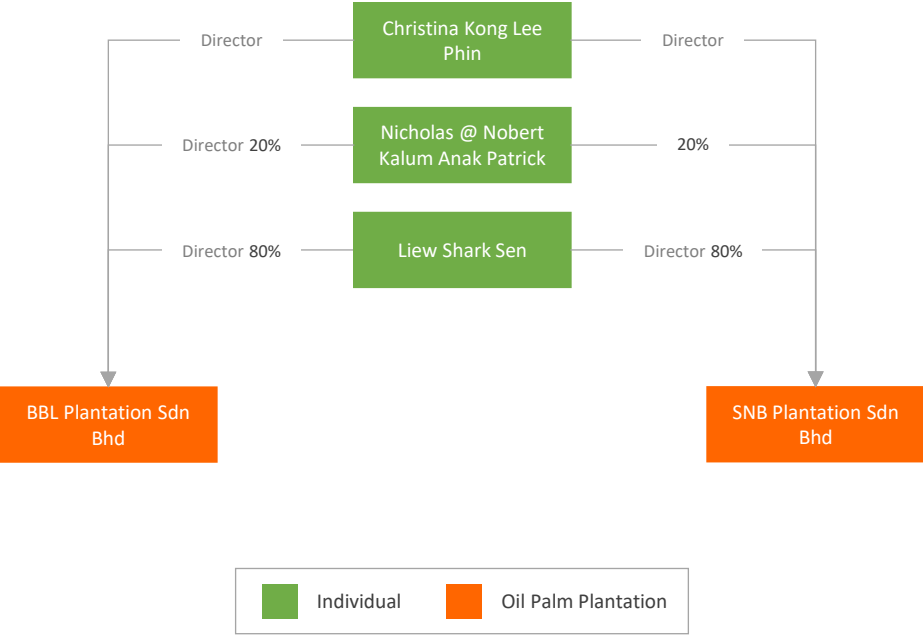 Director
Christina Kong Lee
Phin
Director
Director 20%
Nicholas @ Nobert
Kalum Anak Patrick
20%
Director 80%
Liew Shark Sen
Director 80%
BBL Plantation Sdn
Bhd
SNB Plantation Sdn
Bhd
Individual
Oil Palm Plantation